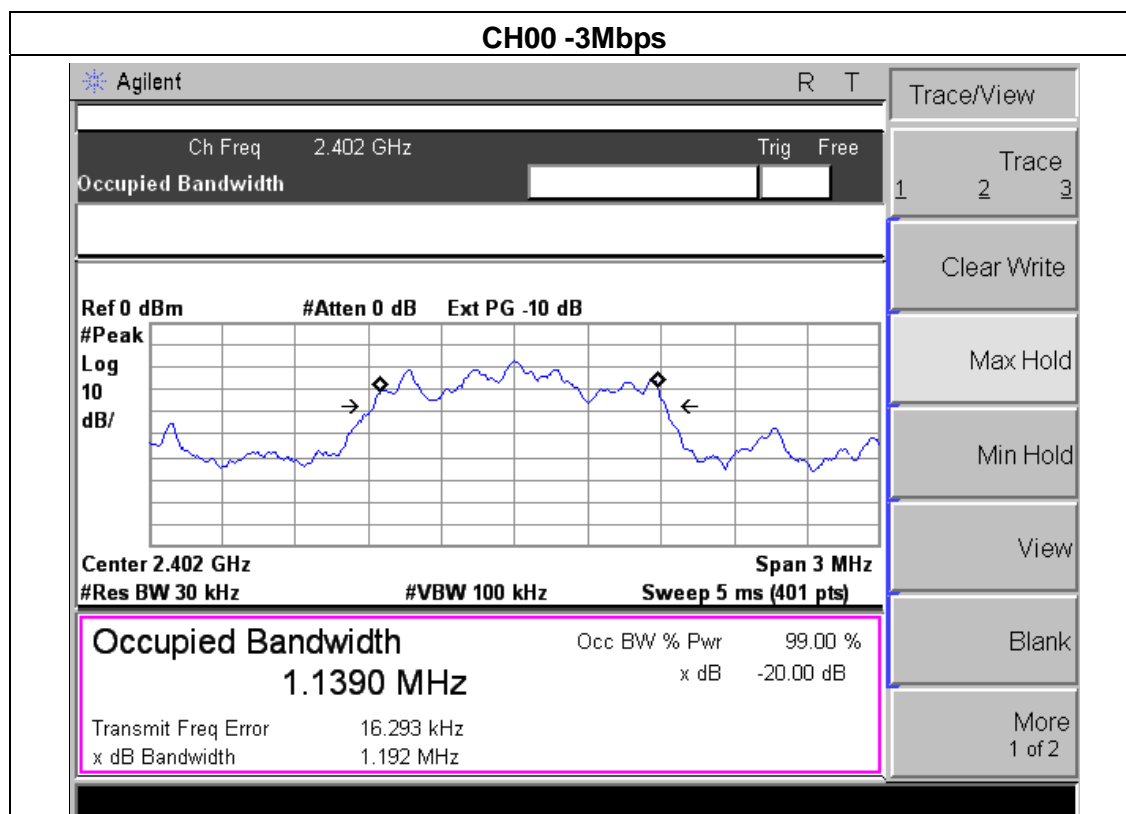 CH00 -3Mbps
Agilent
R T
Trace/View
Ch Freq 2.402 GHz Trig Free
Occupied Bandwidth
Trace
1 2 3
Clear Write
Ref 0 dBm #Atten 0 dB Ext PG -10 dB
#Peak
Log
10
dB/
Max Hold
Min Hold
View
Center 2.402 GHz Span 3 MHz
#Res BW 30 kHz #VBW 100 kHz Sweep 5 ms (401 pts)
Occupied Bandwidth
1.1390 MHz
Occ BW % Pwr 99.00 %
x dB -20.00 dB
Transmit Freq Error 16.293 kHz
x dB Bandwidth 1.192 MHz
Blank
More
1 of 2